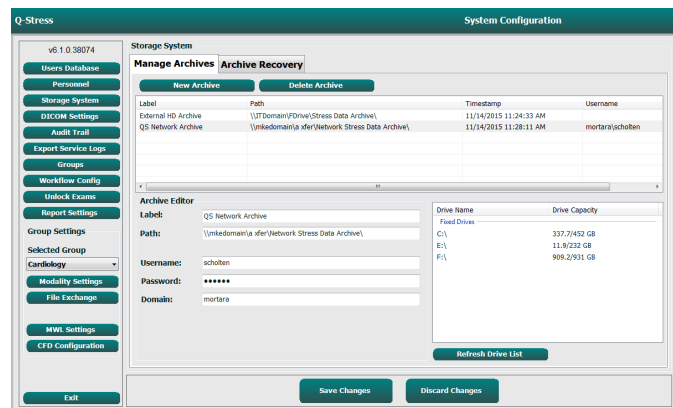 Q-Stress System Configuration
v6.1.0.38074
Users Database
Personnel
Storage System
DICOM Settings
Audit Trail
Export Service Logs
Groups
Workflow Config
Unlock Exams
Report Settings
Group Settings
Selected Group
Cardiology
Modality Settings
File Exchange
MWL Settings
CFD Configuration
Exit
Storage System
Manage Archives Archive Recovery
New Archive Delete Archive
Label Path Timestamp Username
External HD Archive \\ITDomain\FDrive\Stress Data Archive\ 11/14/2015 11:24:33 AM
QS Network Archive \\mkedomain\a xfer\Network Stress Data Archive\ 11/14/2015 11:28:11 AM mortara\scholten
Archive Editor
Label: QS Network Archive
Path: \\mkedomain\a xfer\Network Stress Data Archive\
Username: scholten
Password: ●●●●●●
Domain: mortara
Drive Name Drive Capacity
Fixed Drives
C:\ 337.7/452 GB
E:\ 11.9/232 GB
F:\ 909.2/931 GB
Refresh Drive List
Save Changes Discard Changes